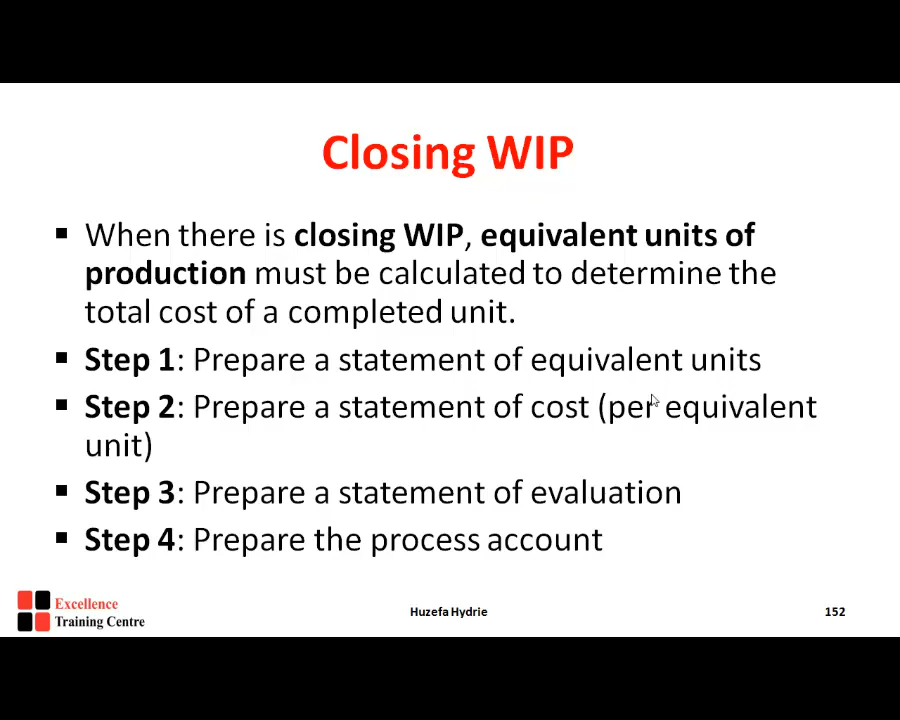 Closing WIP
▪ When there is closing WIP, equivalent units of
production must be calculated to determine the
total cost of a completed unit.
▪ Step 1: Prepare a statement of equivalent units
▪ Step 2: Prepare a statement of cost (per equivalent
unit)
▪ Step 3: Prepare a statement of evaluation
▪ Step 4: Prepare the process account
Excellence
Training Centre
Huzefa Hydrie
152